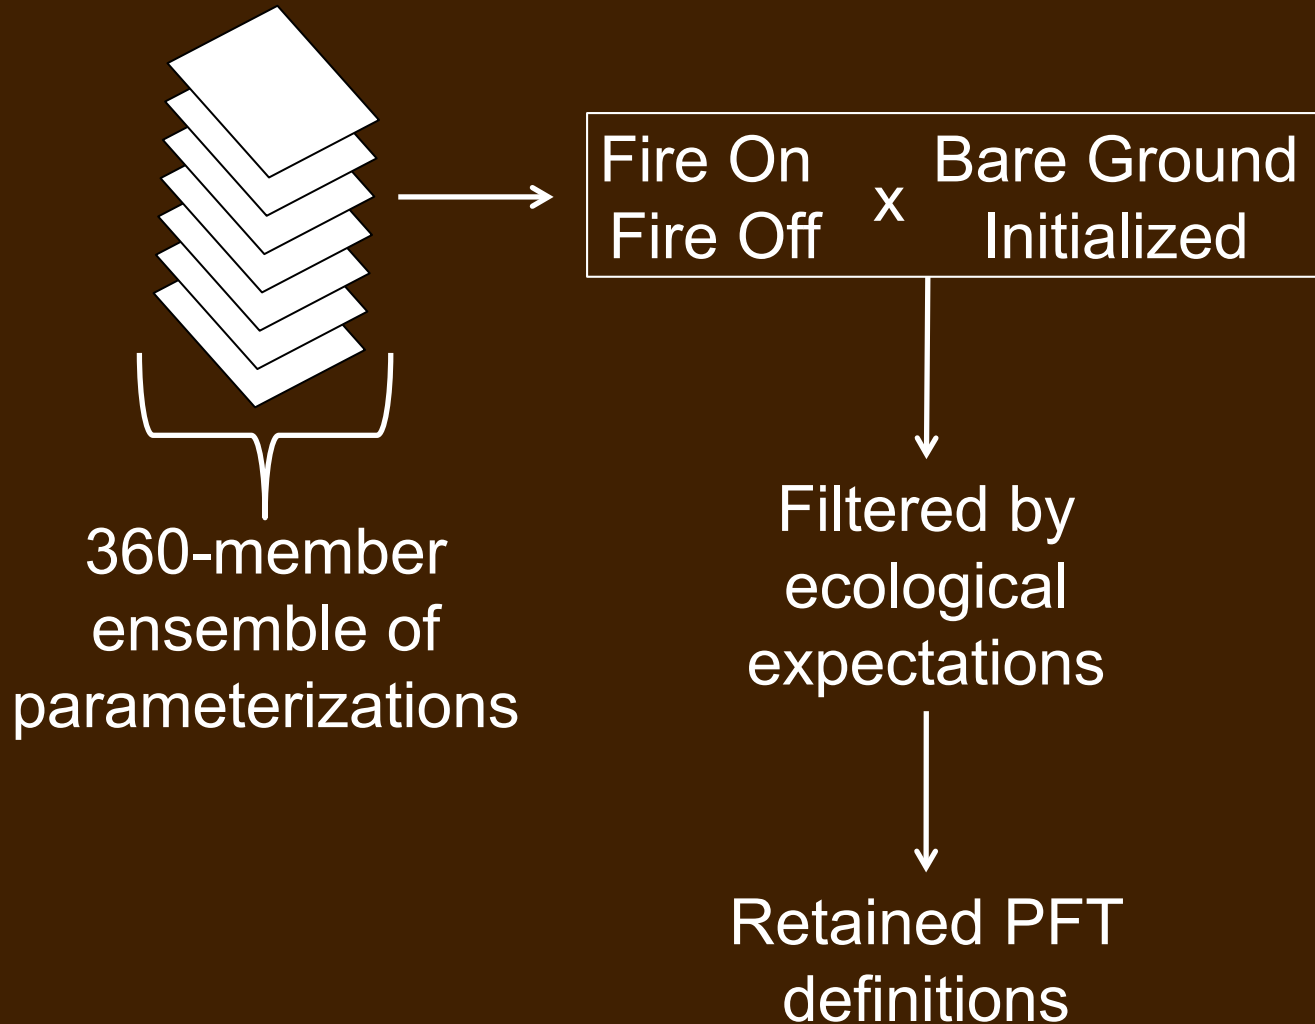 Fire On
Fire Off
x
Bare Ground
Initialized
360-member
ensemble of
parameterizations
Filtered by
ecological
expectations
Retained PFT
definitions